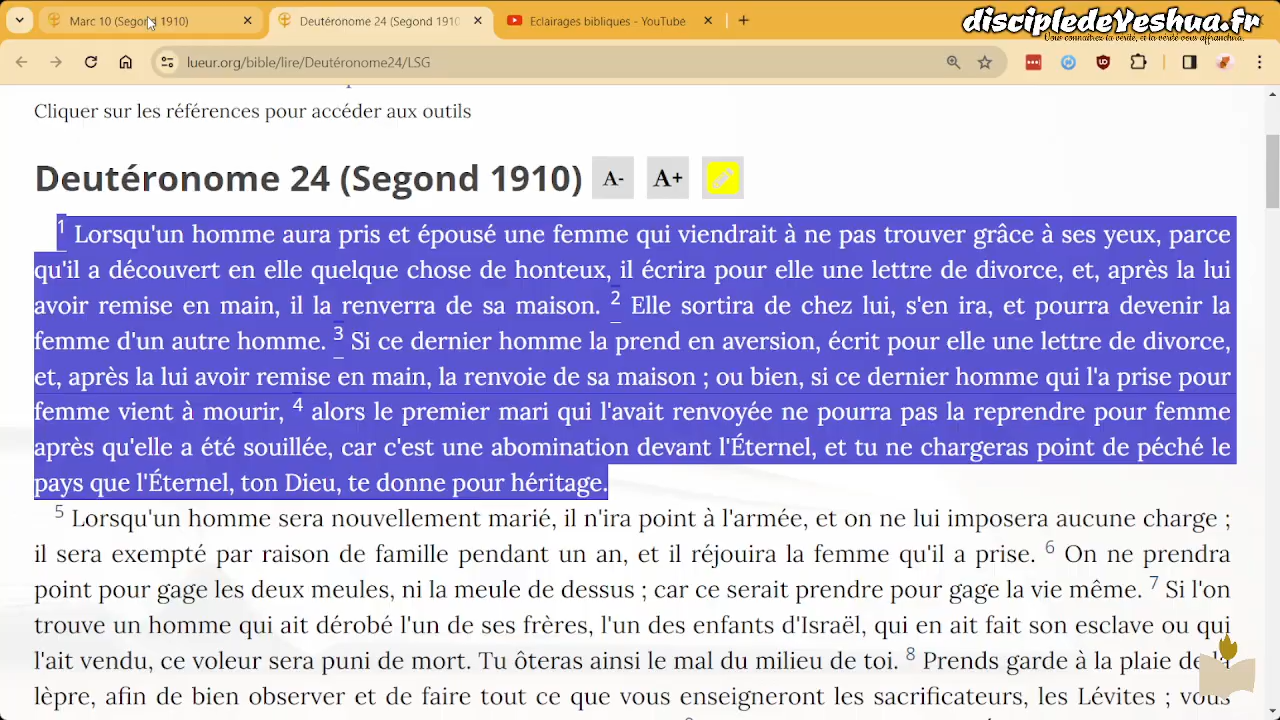 Marc 10 (Segond 1910)
Deutéronome 24 (Segond 1910)
Eclairages bibliques - YouTube
discipledeYeshua.fr
Vous connaîtrez la vérité, et la vérité vous affranchira.
lueur.org/bible/lire/Deutéronome24/LSG
Cliquer sur les références pour accéder aux outils
Deutéronome 24 (Segond 1910) A- A+
1 Lorsqu'un homme aura pris et épousé une femme qui viendrait à ne pas trouver grâce à ses yeux, parce
qu'il a découvert en elle quelque chose de honteux, il écrira pour elle une lettre de divorce, et, après la lui
avoir remise en main, il la renverra de sa maison. 2 Elle sortira de chez lui, s'en ira, et pourra devenir la
femme d'un autre homme. 3 Si ce dernier homme la prend en aversion, écrit pour elle une lettre de divorce,
et, après la lui avoir remise en main, la renvoie de sa maison ; ou bien, si ce dernier homme qui l'a prise pour
femme vient à mourir, 4 alors le premier mari qui l'avait renvoyée ne pourra pas la reprendre pour femme
après qu'elle a été souillée, car c'est une abomination devant l'Éternel, et tu ne chargeras point de péché le
pays que l'Éternel, ton Dieu, te donne pour héritage.
5 Lorsqu'un homme sera nouvellement marié, il n'ira point à l'armée, et on ne lui imposera aucune charge ;
il sera exempté par raison de famille pendant un an, et il réjouira la femme qu'il a prise. 6 On ne prendra
point pour gage les deux meules, ni la meule de dessus ; car ce serait prendre pour gage la vie même. 7 Si l'on
trouve un homme qui ait dérobé l'un de ses frères, l'un des enfants d'Israël, qui en ait fait son esclave ou qui
l'ait vendu, ce voleur sera puni de mort. Tu ôteras ainsi le mal du milieu de toi. 8 Prends garde à la plaie de la
lèpre, afin de bien observer et de faire tout ce que vous enseigneront les sacrificateurs, les Lévites ; vous